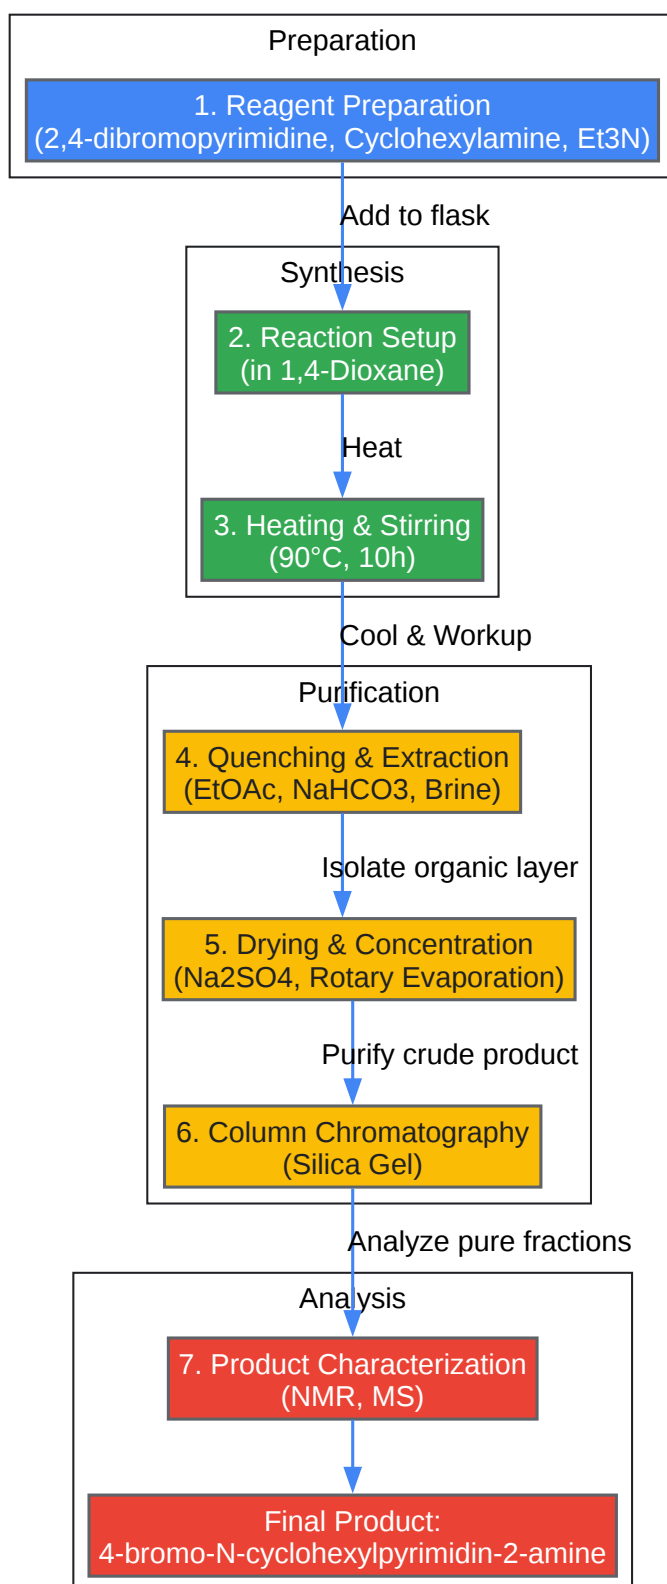 Preparation
1. Reagent Preparation
(2,4-dibromopyrimidine, Cyclohexylamine, Et3N)
Add to flask
Synthesis
2. Reaction Setup
(in 1,4-Dioxane)
Heat
3. Heating & Stirring
(90°C, 10h)
Cool & Workup
Purification
4. Quenching & Extraction
(EtOAc, NaHCO3, Brine)
Isolate organic layer
5. Drying & Concentration
(Na2SO4, Rotary Evaporation)
Purify crude product
6. Column Chromatography
(Silica Gel)
Analyze pure fractions
Analysis
7. Product Characterization
(NMR, MS)
Final Product:
4-bromo-N-cyclohexylpyrimidin-2-amine